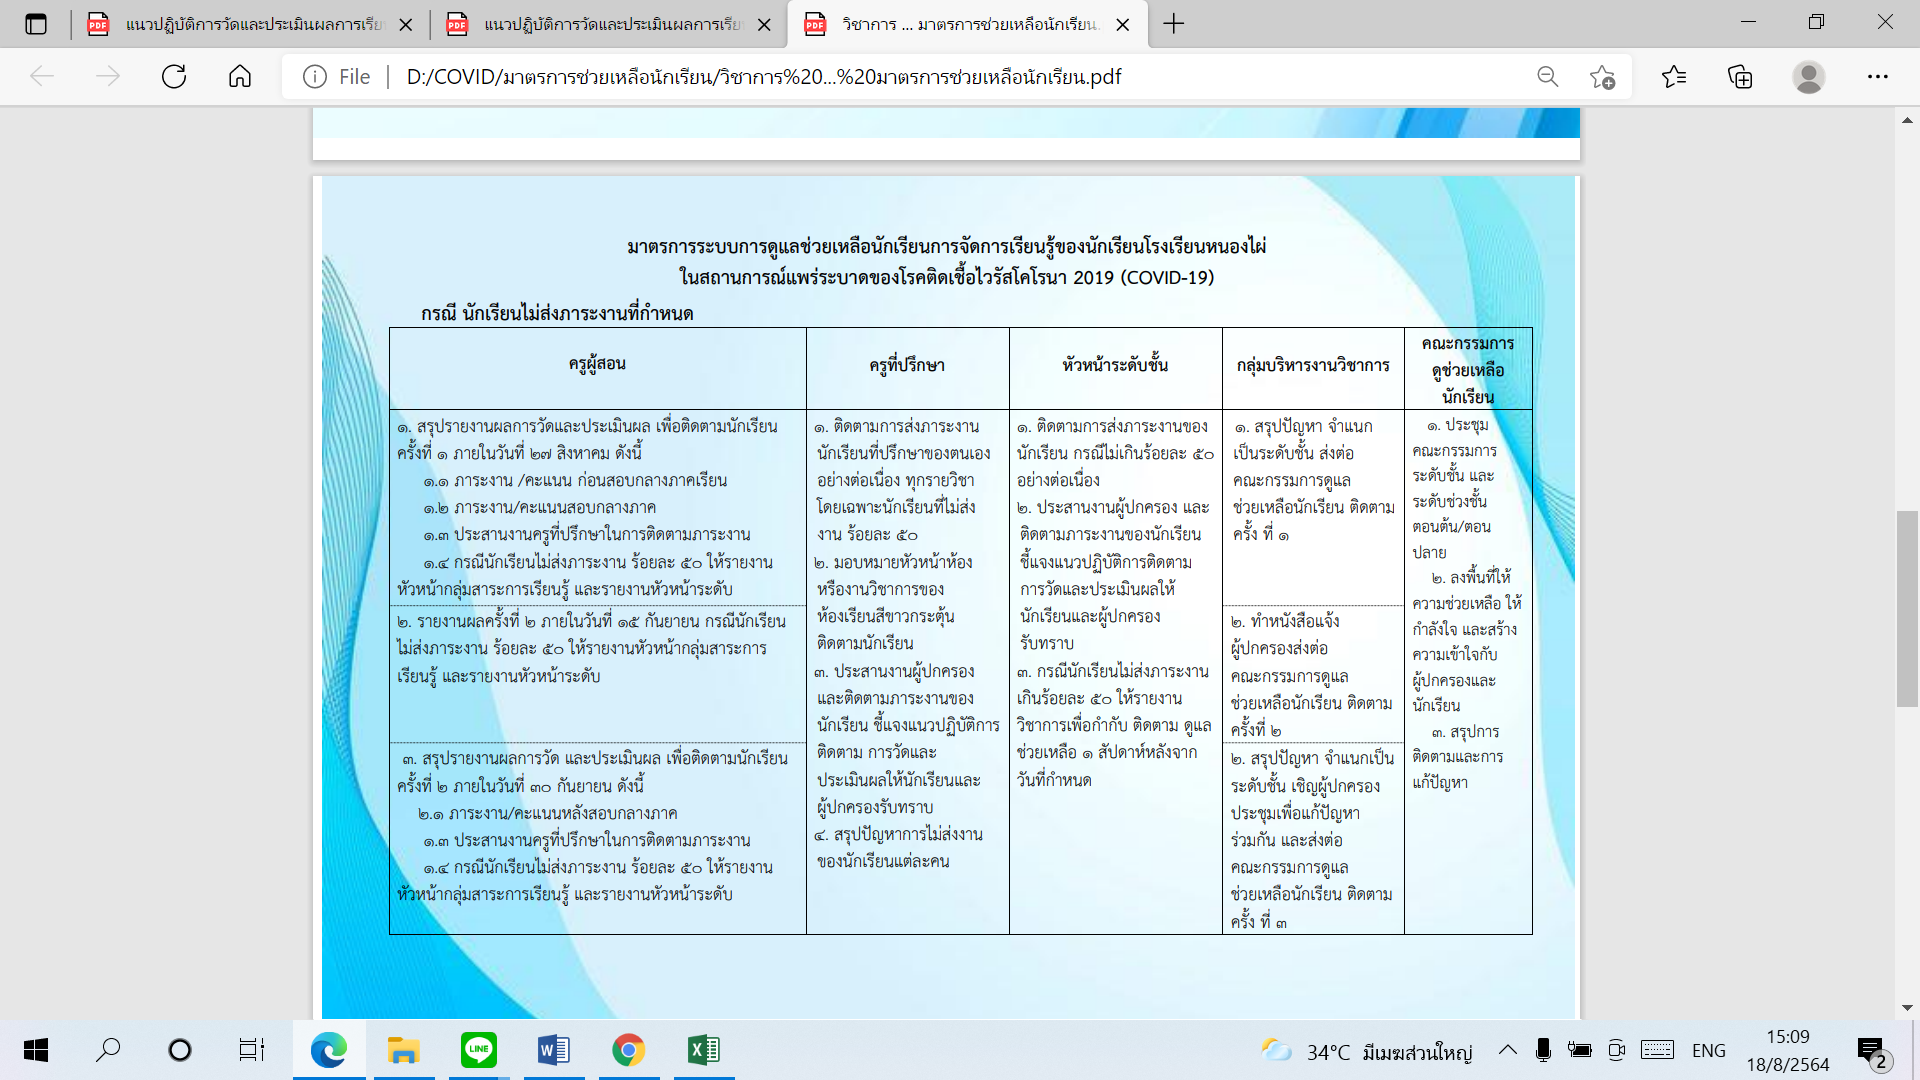 แนวปฏิบัติการวัดและประเมินผลการเรีย
แนวปฏิบัติการวัดและประเมินผลการเรีย
วิชาการ ... มาตรการช่วยเหลือนักเรียน.
File
D:/COVID/มาตรการช่วยเหลือนักเรียน/วิชาการ%20...%20มาตรการช่วยเหลือนักเรียน.pdf
มาตรการระบบการดูแลช่วยเหลือนักเรียนการจัดการเรียนรู้ของนักเรียนโรงเรียนหนองไผ่
ในสถานการณ์แพร่ระบาดของโรคติดเชื้อไวรัสโคโรนา 2019 (COVID-19)
กรณี นักเรียนไม่ส่งภาระงานที่กำหนด
ครูผู้สอน
ครูที่ปรึกษา
หัวหน้าระดับชั้น
กลุ่มบริหารงานวิชาการ
คณะกรรมการ
ดูช่วยเหลือ
นักเรียน
๑. สรุปรายงานผลการวัดและประเมินผล เพื่อติดตามนักเรียน
ครั้งที่ ๑ ภายในวันที่ ๒๗ สิงหาคม ดังนี้
๑.๑ ภาระงาน /คะแนน ก่อนสอบกลางภาคเรียน
๑.๒ ภาระงาน/คะแนนสอบกลางภาค
๑.๓ ประสานงานครูที่ปรึกษาในการติดตามภาระงาน
๑.๔ กรณีนักเรียนไม่ส่งภาระงาน ร้อยละ ๕๐ ให้รายงาน
หัวหน้ากลุ่มสาระการเรียนรู้ และรายงานหัวหน้าระดับ
๒. รายงานผลครั้งที่ ๒ ภายในวันที่ ๑๕ กันยายน กรณีนักเรียน
ไม่ส่งภาระงาน ร้อยละ ๕๐ ให้รายงานหัวหน้ากลุ่มสาระการ
เรียนรู้ และรายงานหัวหน้าระดับ
๓. สรุปรายงานผลการวัด และประเมินผล เพื่อติดตามนักเรียน
ครั้งที่ ๒ ภายในวันที่ ๓๐ กันยายน ดังนี้
๒.๑ ภาระงาน/คะแนนหลังสอบกลางภาค
๑.๓ ประสานงานครูที่ปรึกษาในการติดตามภาระงาน
๑.๔ กรณีนักเรียนไม่ส่งภาระงาน ร้อยละ ๕๐ ให้รายงาน
หัวหน้ากลุ่มสาระการเรียนรู้ และรายงานหัวหน้าระดับ
๑. ติดตามการส่งภาระงาน
นักเรียนที่ปรึกษาของตนเอง
อย่างต่อเนื่อง ทุกรายวิชา
โดยเฉพาะนักเรียนที่ไม่ส่ง
งาน ร้อยละ ๕๐
๒. มอบหมายหัวหน้าห้อง
หรืองานวิชาการของ
ห้องเรียนสีขาวกระตุ้น
ติดตามนักเรียน
๓. ประสานงานผู้ปกครอง
และติดตามภาระงานของ
นักเรียน ชี้แจงแนวปฏิบัติการ
ติดตาม การวัดและ
ประเมินผลให้นักเรียนและ
ผู้ปกครองรับทราบ
๔. สรุปปัญหาการไม่ส่งงาน
ของนักเรียนแต่ละคน
๑. ติดตามการส่งภาระงานของ
นักเรียน กรณีไม่เกินร้อยละ ๕๐
อย่างต่อเนื่อง
๒. ประสานงานผู้ปกครอง และ
ติดตามภาระงานของนักเรียน
ชี้แจงแนวปฏิบัติการติดตาม
การวัดและประเมินผลให้
นักเรียนและผู้ปกครอง
รับทราบ
๓. กรณีนักเรียนไม่ส่งภาระงาน
เกินร้อยละ ๕๐ ให้รายงาน
วิชาการเพื่อกำกับ ติดตาม ดูแล
ช่วยเหลือ ๑ สัปดาห์หลังจาก
วันที่กำหนด
๑. สรุปปัญหา จำแนก
เป็นระดับชั้น ส่งต่อ
คณะกรรมการดูแล
ช่วยเหลือนักเรียน ติดตาม
ครั้ง ที่ ๑
๒. ทำหนังสือแจ้ง
ผู้ปกครองส่งต่อ
คณะกรรมการดูแล
ช่วยเหลือนักเรียน ติดตาม
ครั้งที่ ๒
๒. สรุปปัญหา จำแนกเป็น
ระดับชั้น เชิญผู้ปกครอง
ประชุมเพื่อแก้ปัญหา
ร่วมกัน และส่งต่อ
คณะกรรมการดูแล
ช่วยเหลือนักเรียน ติดตาม
ครั้ง ที่ ๓
๑. ประชุม
คณะกรรมการ
ระดับชั้น และ
ระดับช่วงชั้น
ตอนต้น/ตอน
ปลาย
๒. ลงพื้นที่ให้
ความช่วยเหลือ ให้
กำลังใจ และสร้าง
ความเข้าใจกับ
ผู้ปกครองและ
นักเรียน
๓. สรุปการ
ติดตามและการ
แก้ปัญหา
34°C มีเมฆส่วนใหญ่
ENG
15:09
18/8/2564
2